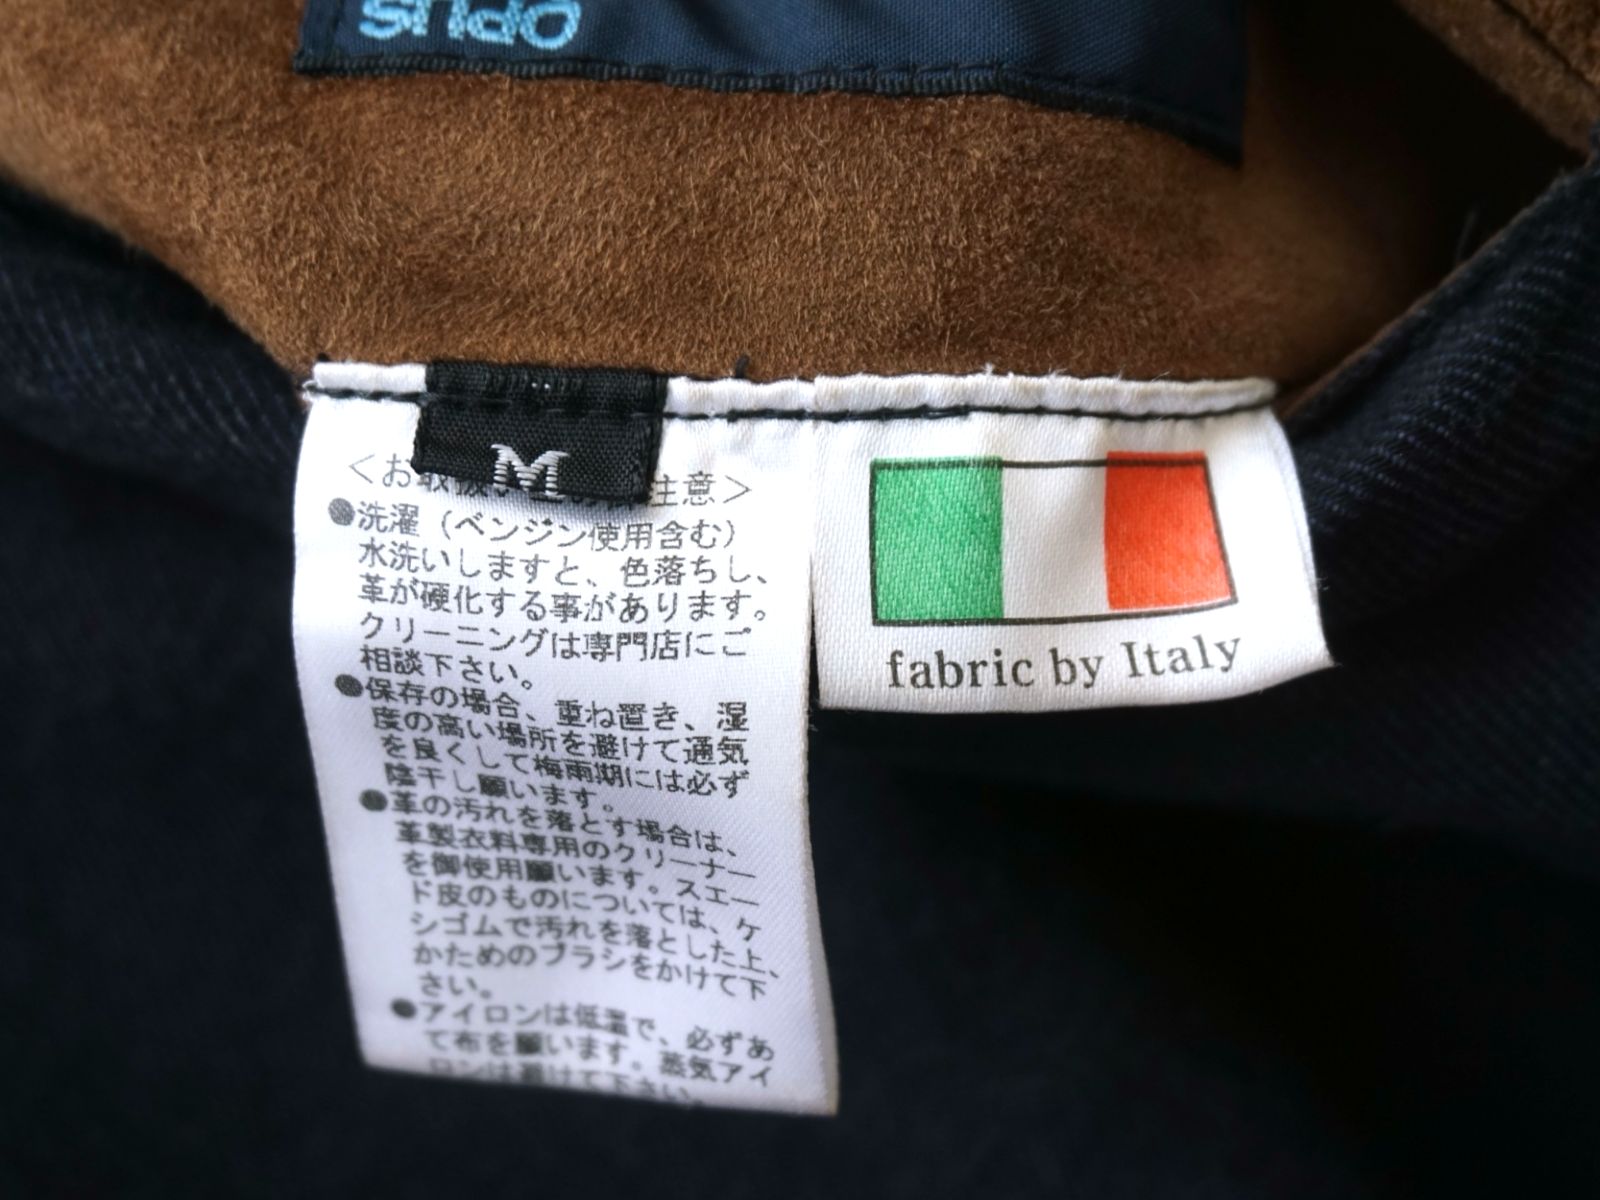 OPUS
M
<お取扱い 注意>
●洗濯(ベンジン使用含む)
水洗いしますと、色落ちし、
革が硬化する事があります。
クリーニングは専門店にご
相談下さい。
●保存の場合、重ね置き、湿
度の高い場所を避けて通気
を良くして梅雨期には必ず
陰干し願います。
●革の汚れを落とす場合は、
革製衣料専用のクリーナー
を御使用願います。スエー
ド皮のものについては、ケ
シゴムで汚れを落とした上、
かためのブラシをかけて下
さい。
●アイロンは低温で、必ずあ
て布を願います。蒸気アイ
ロンは避けて下さい。
fabric by Italy